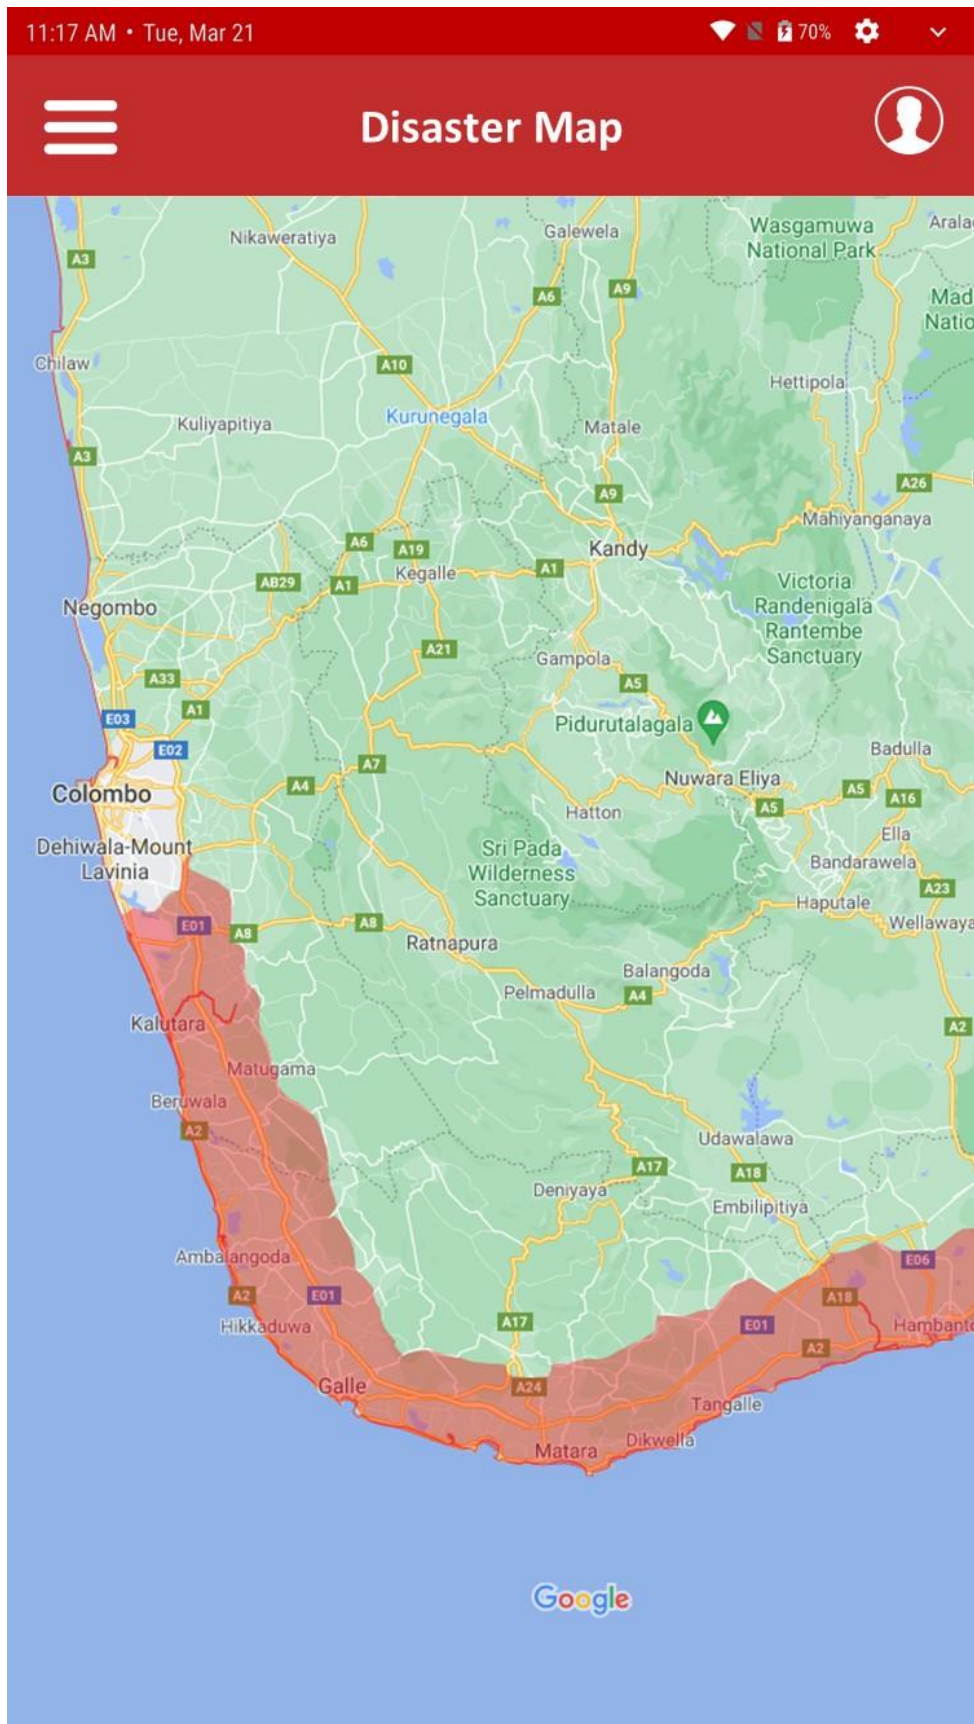 11:17 AM • Tue, Mar 21
70%
Disaster Map
Nikaweratiya
Galewela
Wasgamuwa
National Park
Arala
A3
A6
A9
Mad
Natio
Chilaw
A10
Hettipola
Kuliyapitiya
Kurunegala
Matale
A3
A9
A26
Mahiyanganaya
A6
A19
Kandy
AB29
A1
Kegalle
A1
Victoria
Randenigala
Rantembe
Sanctuary
Negombo
A21
Gampola
A33
A5
A1
E03
Pidurutalagala
E02
Badulla
A7
Nuwara Eliya
A4
A5
A16
Colombo
A5
Hatton
Ella
Dehiwala-Mount
Lavinia
Sri Pada
Wilderness
Sanctuary
Bandarawela
A23
Haputale
E01
A8
A8
Wellawaya
Ratnapura
Balangoda
Pelmadulla
A4
Kalutara
A2
Matugama
Beruwala
A2
Udawalawa
A17
A18
Deniyaya
Embilipitiya
Ambalangoda
E06
A2
E01
A18
Hikkaduwa
A17
E01
Hambanto
A2
Galle
A24
Tangalle
Matara
Dikwella
Google